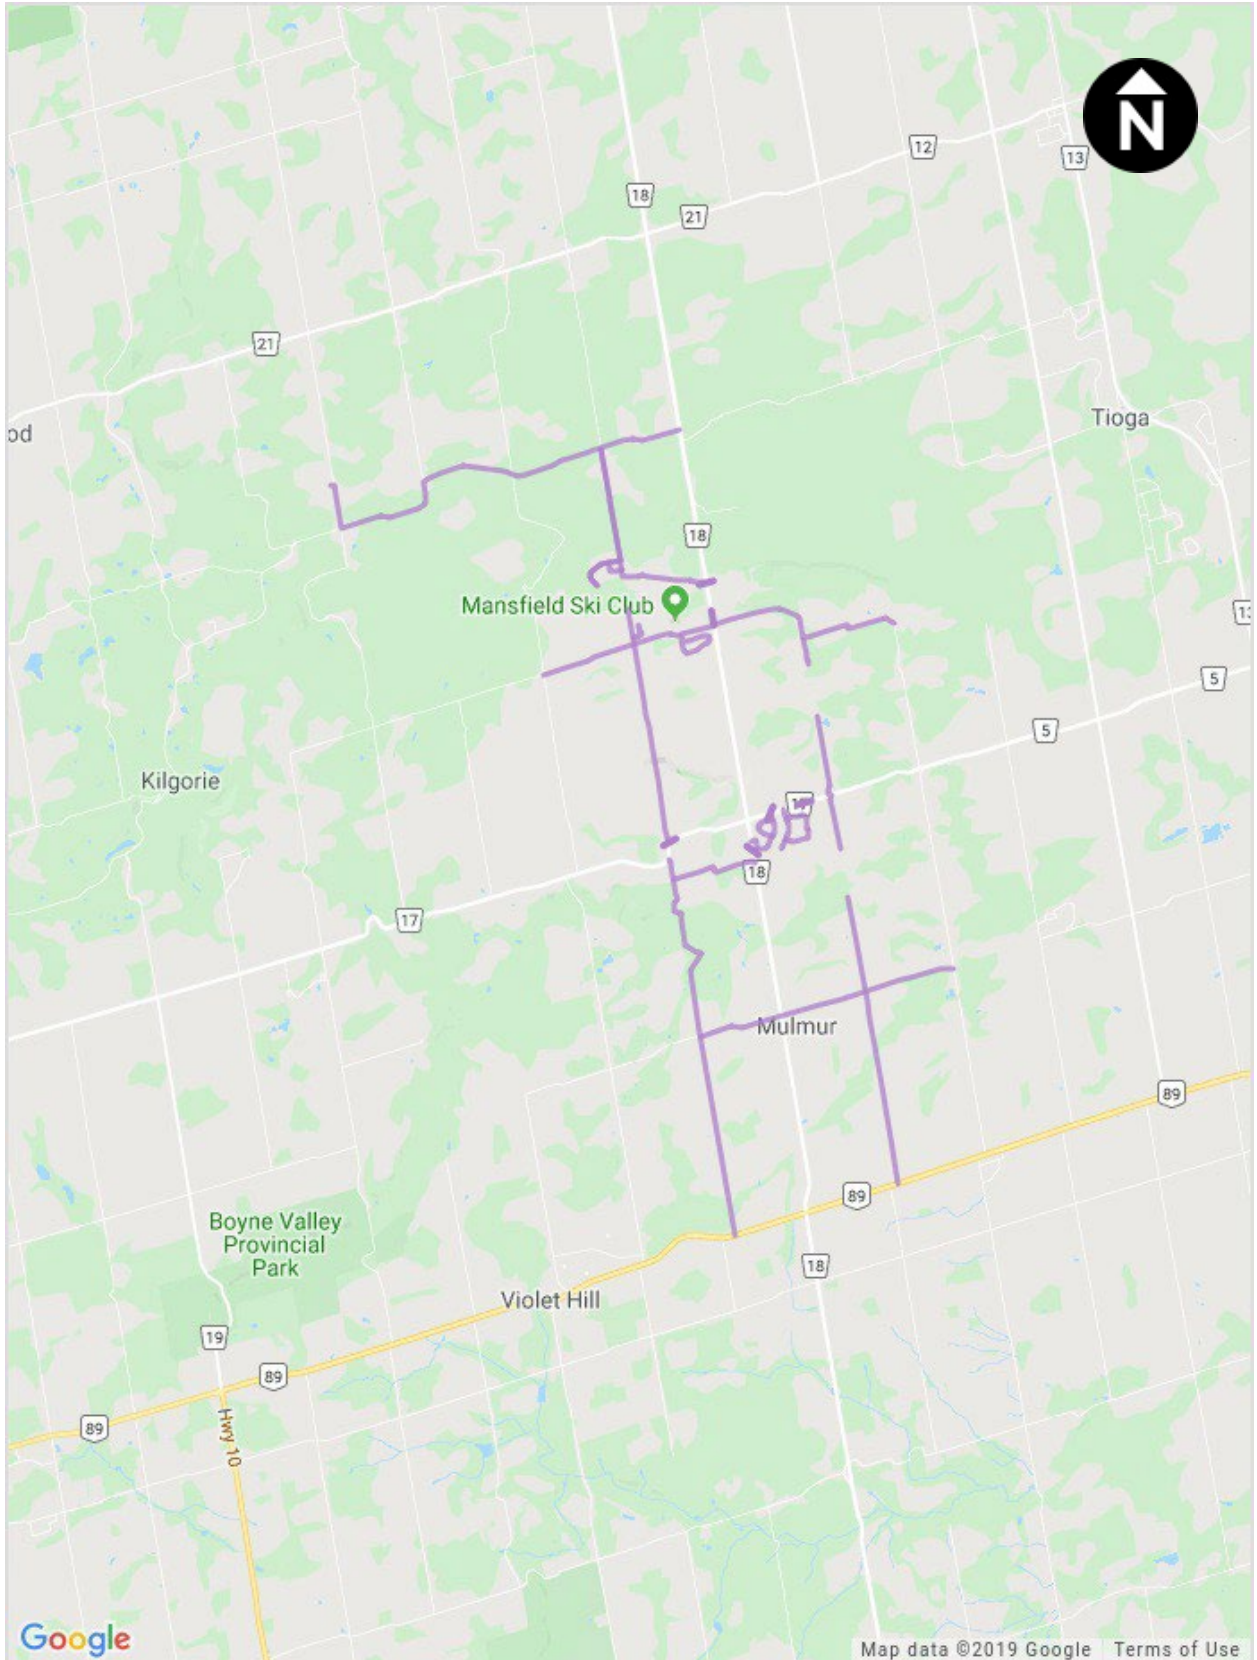 N
12
13
18
21
21
od
Tioga
18
Mansfield Ski Club
5
5
Kilgorie
18
17
Mulmur
89
89
Boyne Valley
Provincial
Park
18
Violet Hill
19
89
89
Hwy 10
Google
Map data ©2019 Google
Terms of Use